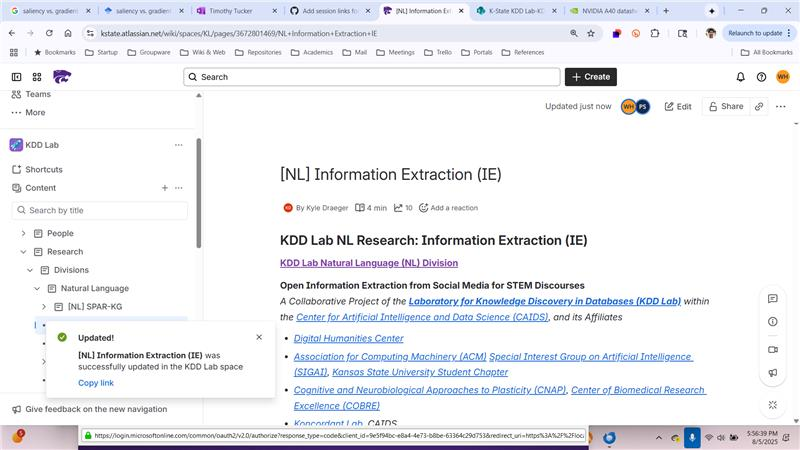 saliency vs. gradient
saliency vs. gradient
Timothy Tucker
Add session links fo
[NL] Information Ext
K-State KDD Lab-KD
NVIDIA A40 datashe
kstate.atlassian.net/wiki/spaces/KL/pages/3672801469/NL+Information+Extraction+IE
Relaunch to update
Bookmarks
Startup
Groupware
Wiki & Web
Repositories
Academics
Mail
Meetings
Trello
Portals
References
All Bookmarks
Search
Create
WH
Teams
More
Updated just now
WH
PS
Edit
Share
KDD Lab
Shortcuts
Content
Search by title
People
Research
Divisions
Natural Language
[NL] SPAR-KG
[NL] Information Extraction (IE)
By Kyle Draeger
4 min
10
Add a reaction
KDD Lab NL Research: Information Extraction (IE)
KDD Lab Natural Language (NL) Division
Open Information Extraction from Social Media for STEM Discourses
A Collaborative Project of the Laboratory for Knowledge Discovery in Databases (KDD Lab) within
the Center for Artificial Intelligence and Data Science (CAIDS), and its Affiliates
• Digital Humanities Center
• Association for Computing Machinery (ACM) Special Interest Group on Artificial Intelligence
(SIGAI), Kansas State University Student Chapter
• Cognitive and Neurobiological Approaches to Plasticity (CNAP), Center of Biomedical Research
Excellence (COBRE)
Koncordant Lab, CAIDS
Updated!
[NL] Information Extraction (IE) was
successfully updated in the KDD Lab space
Copy link
Give feedback on the new navigation
5
https://login.microsoftonline.com/common/oauth2/v2.0/authorize?response_type=code&client_id=9e5f94bc-e8a4-4e73-b8be-63364c29d753&redirect_uri=https%3A%2F%2Floca
5:56:39 PM
8/5/2025